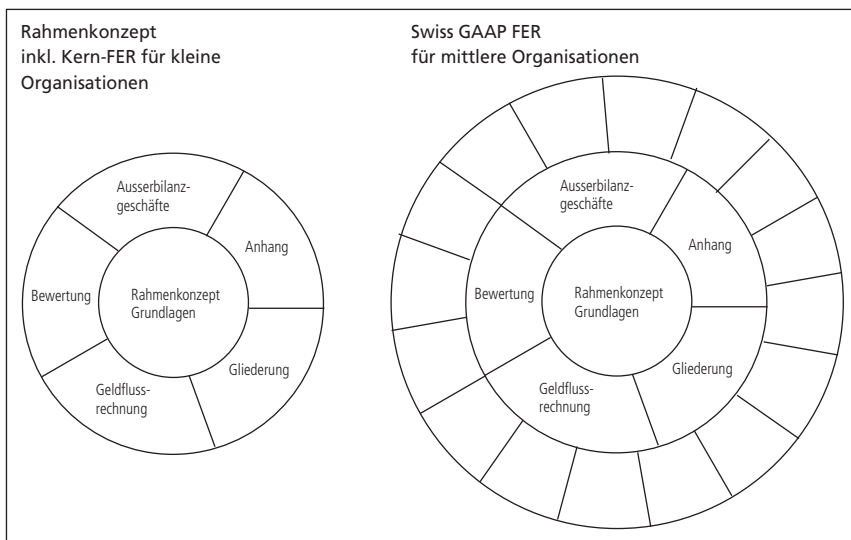 Rahmenkonzept
inkl. Kern-FER für kleine
Organisationen
Ausserbilanz-
geschäfte
Anhang
Bewertung
Rahmenkonzept
Grundlagen
Gliederung
Geldfluss-
rechnung
Swiss GAAP FER
für mittlere Organisationen
Ausserbilanz-
geschäfte
Anhang
Bewertung
Rahmenkonzept
Grundlagen
Gliederung
Geldfluss-
rechnung